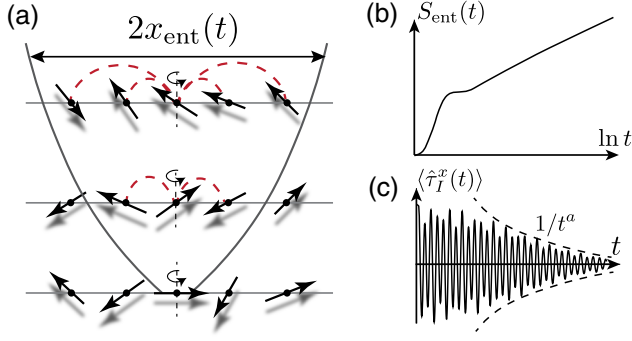 (a)
2x_ent(t)
(b)
S_ent(t)
ln t
(c)
⟨τ̂_I^x(t)⟩
1/t^a
t